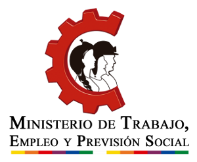 MINISTERIO DE TRABAJO,
EMPLEO Y PREVISIÓN SOCIAL